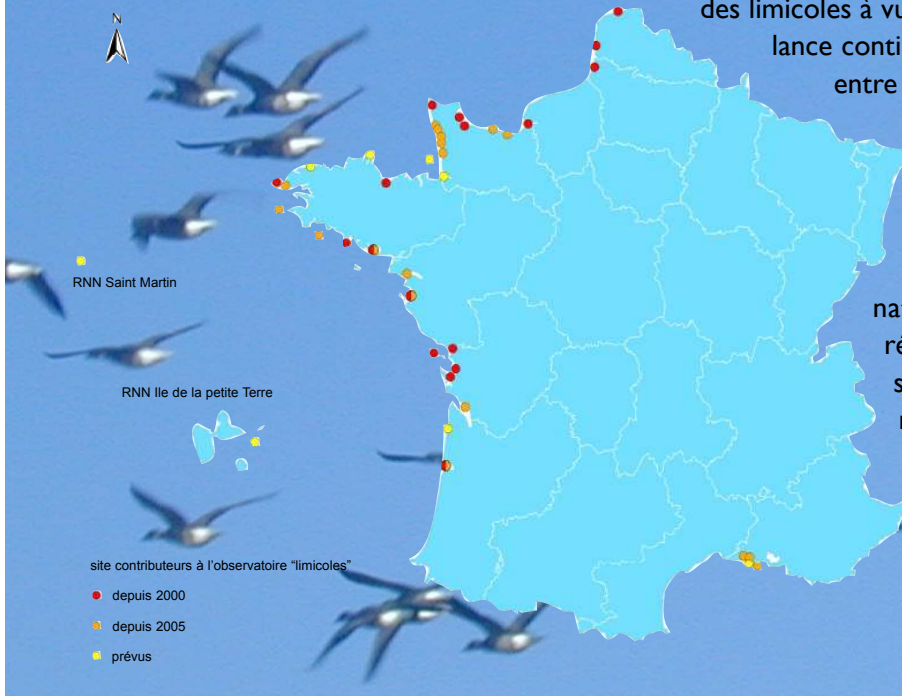 N
des limicoles à vu
lance conti
entre
RNN Saint Martin
nat
ré
s
RNN Ile de la petite Terre
site contributeurs à l'observatoire "limicoles"
depuis 2000
depuis 2005
prévus